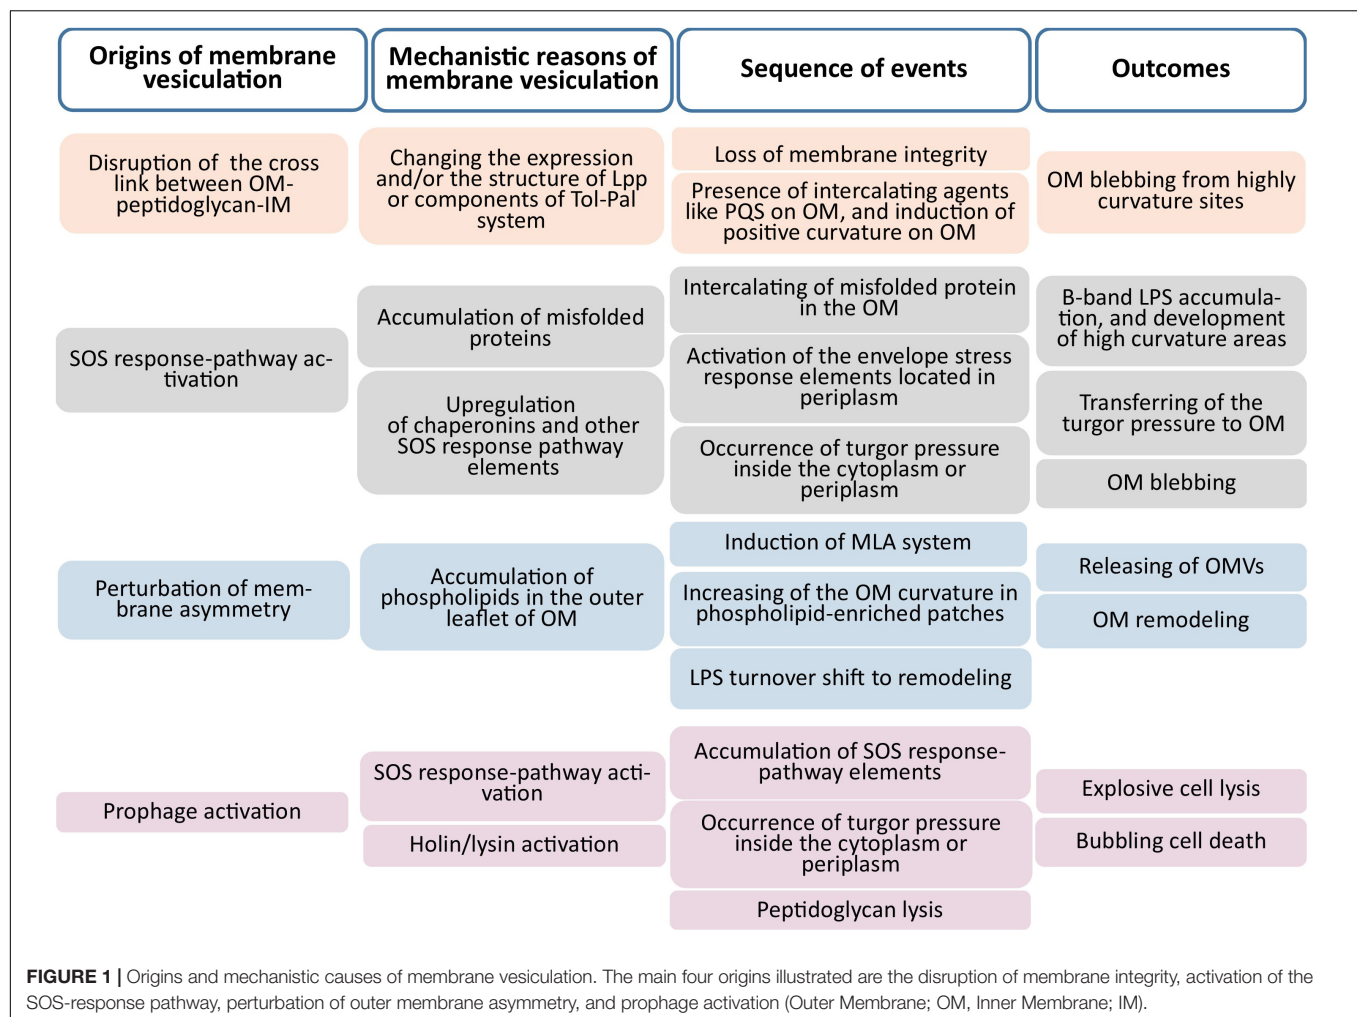 Origins of membrane
vesiculation
Mechanistic reasons of
membrane vesiculation
Sequence of events
Outcomes
Disruption of the cross
link between OM-
peptidoglycan-IM
Changing the expression
and/or the structure of Lpp
or components of Tol-Pal
system
Loss of membrane integrity
Presence of intercalating agents
like PQS on OM, and induction of
positive curvature on OM
OM blebbing from highly
curvature sites
SOS response-pathway ac-
tivation
Accumulation of misfolded
proteins
Upregulation
of chaperonins and other
SOS response pathway
elements
Intercalating of misfolded protein
in the OM
Activation of the envelope stress
response elements located in
periplasm
Occurrence of turgor pressure
inside the cytoplasm or
periplasm
B-band LPS accumula-
tion, and development
of high curvature areas
Transferring of the
turgor pressure to OM
OM blebbing
Perturbation of mem-
brane asymmetry
Accumulation of
phospholipids in the outer
leaflet of OM
Induction of MLA system
Increasing of the OM curvature in
phospholipid-enriched patches
LPS turnover shift to remodeling
Releasing of OMVs
OM remodeling
Prophage activation
SOS response-pathway acti-
vation
Holin/lysin activation
Accumulation of SOS response-
pathway elements
Occurrence of turgor pressure
inside the cytoplasm or
periplasm
Peptidoglycan lysis
Explosive cell lysis
Bubbling cell death
FIGURE 1 | Origins and mechanistic causes of membrane vesiculation. The main four origins illustrated are the disruption of membrane integrity, activation of the
SOS-response pathway, perturbation of outer membrane asymmetry, and prophage activation (Outer Membrane; OM, Inner Membrane; IM).